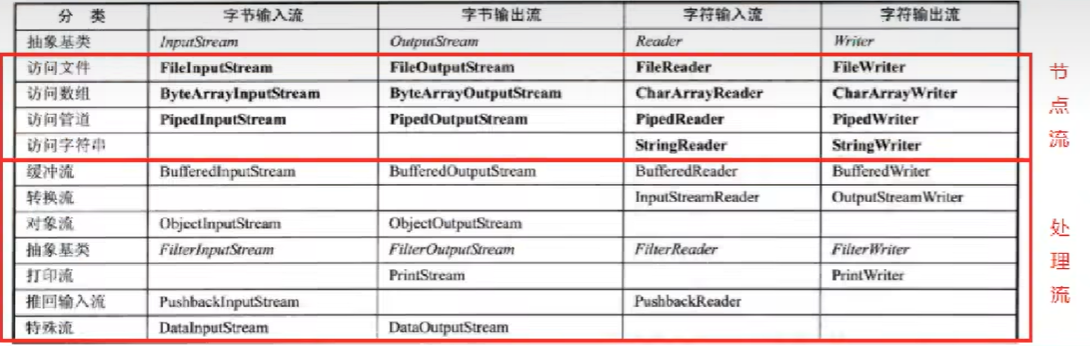 分 类 字节输入流 字节输出流 字符输入流 字符输出流
抽象基类 InputStream OutputStream Reader Writer
访问文件 FileInputStream FileOutputStream FileReader FileWriter
访问数组 ByteArrayInputStream ByteArrayOutputStream CharArrayReader CharArrayWriter
访问管道 PipedInputStream PipedOutputStream PipedReader PipedWriter
访问字符串 StringReader StringWriter
节点流
缓冲流 BufferedInputStream BufferedOutputStream BufferedReader BufferedWriter
转换流 InputStreamReader OutputStreamWriter
对象流 ObjectInputStream ObjectOutputStream
抽象基类 FilterInputStream FilterOutputStream FilterReader FilterWriter
打印流 PrintStream PrintWriter
推回输入流 PushbackInputStream PushbackReader
特殊流 DataInputStream DataOutputStream
处理流